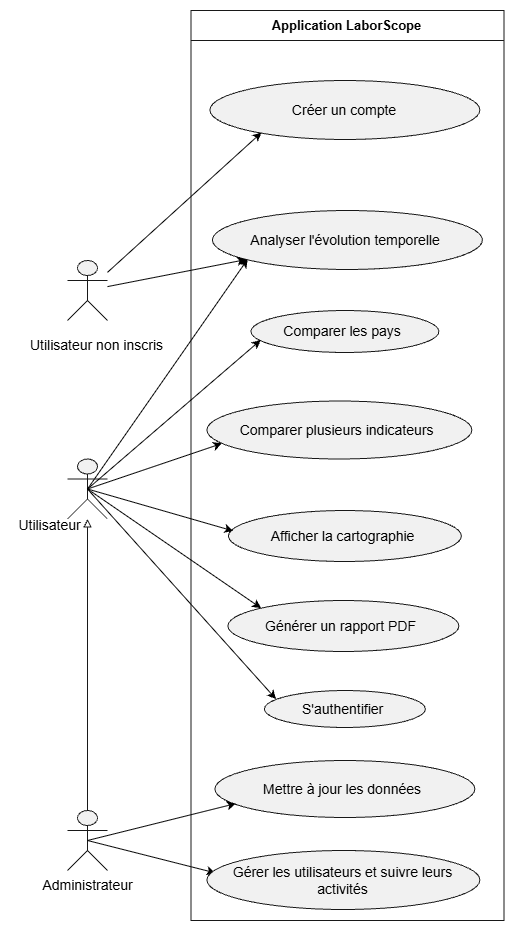 Application LaborScope
Créer un compte
Analyser l'évolution temporelle
Utilisateur non inscris
Comparer les pays
Comparer plusieurs indicateurs
Utilisateur
Afficher la cartographie
Générer un rapport PDF
S'authentifier
Mettre à jour les données
Administrateur
Gérer les utilisateurs et suivre leurs
activités